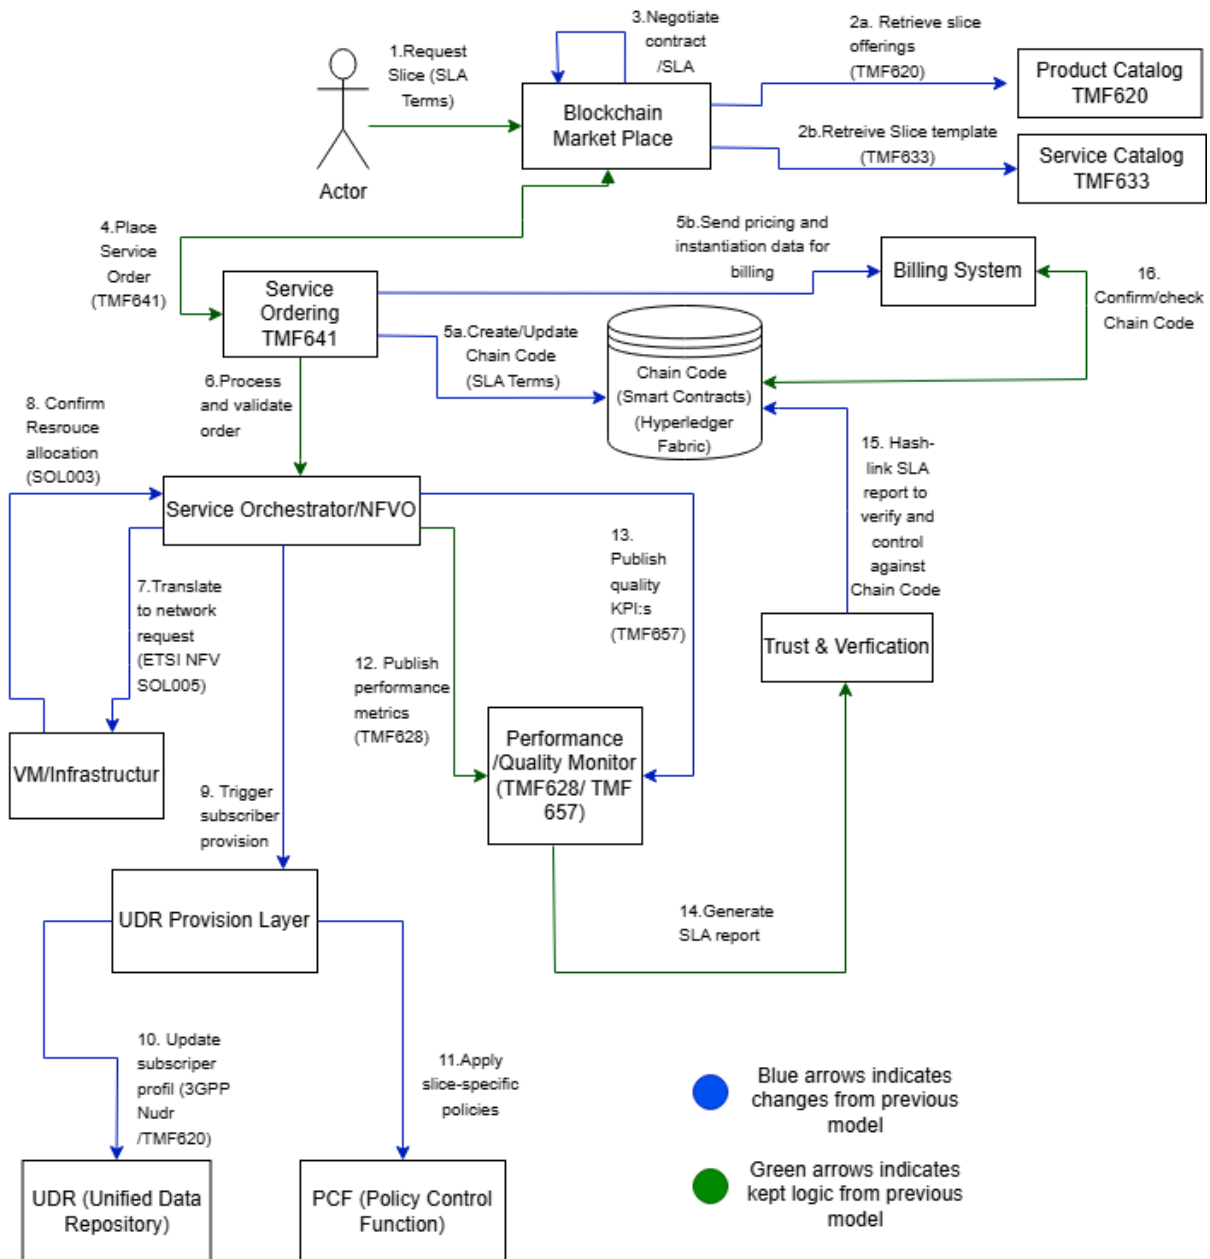 3.Negotiate
contract
/SLA
2a. Retrieve slice
offerings
(TMF620)
1.Request
Slice (SLA
Terms)
Product Catalog
TMF620
Blockchain
Market Place
2b.Retreive Slice template
(TMF633)
Service Catalog
TMF633
Actor
4.Place
Service
Order
(TMF641)
5b.Send pricing and
instantiation data for
billing
Billing System
16.
Confirm/check
Chain Code
Service
Ordering
TMF641
5a.Create/Update
Chain Code
(SLA Terms)
Chain Code
(Smart Contracts)
(Hyperledger
Fabric)
6.Process
and validate
order
8. Confirm
Resrouce
allocation
(SOL003)
15. Hash-
link SLA
report to
verify and
control
against
Chain Code
Service Orchestrator/NFVO
13.
Publish
quality
KPI:s
(TMF657)
7.Translate
to network
request
(ETSI NFV
SOL005)
Trust & Verfication
12. Publish
performance
metrics
(TMF628)
VM/Infrastructur
Performance
/Quality Monitor
(TMF628/ TMF
657)
9. Trigger
subscriber
provision
UDR Provision Layer
14.Generate
SLA report
10. Update
subscriper
profil (3GPP
Nudr
/TMF620)
11.Apply
slice-specific
policies
Blue arrows indicates
changes from previous
model
UDR (Unified Data
Repository)
PCF (Policy Control
Function)
Green arrows indicates
kept logic from previous
model